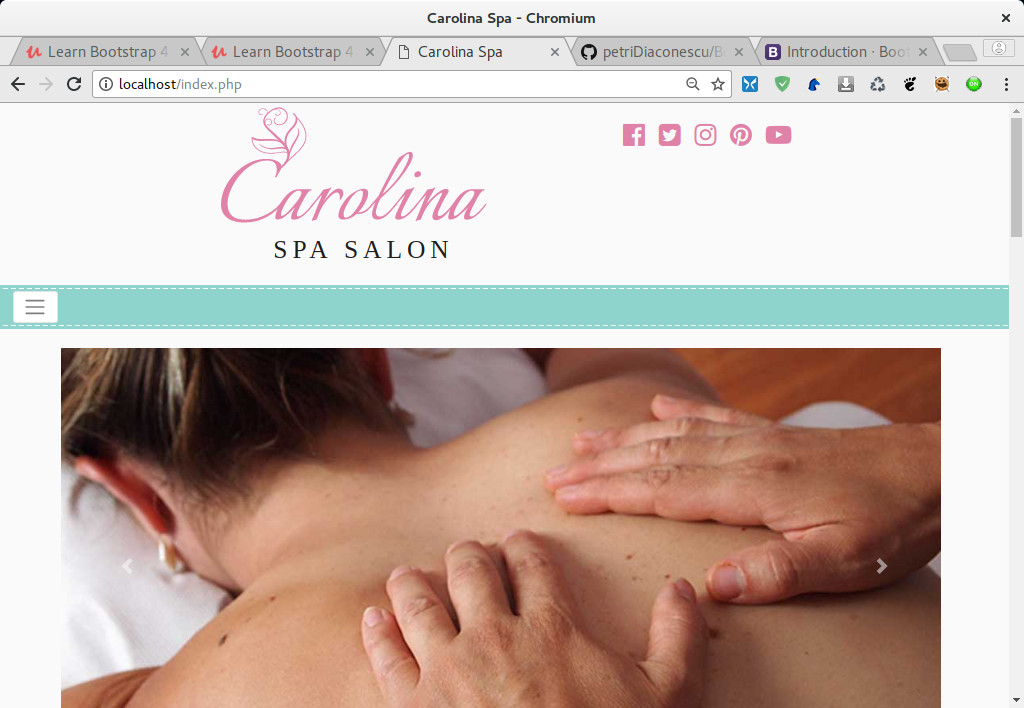 Carolina Spa - Chromium
Learn Bootstrap 4
Learn Bootstrap 4
Carolina Spa
petriDiaconescu/B
Introduction · Boot
localhost/index.php
Carolina
SPA SALON